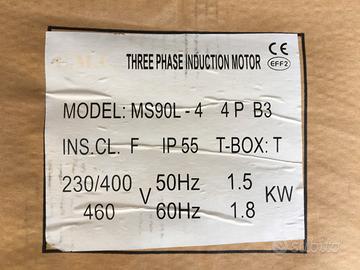 THREE PHASE INDUCTION MOTOR
CE
EFF2
MODEL: MS90L - 4 4 P B3
INS.CL. F IP 55 T-BOX: T
230/400 V 50Hz 1.5 KW
460 60Hz 1.8
subito